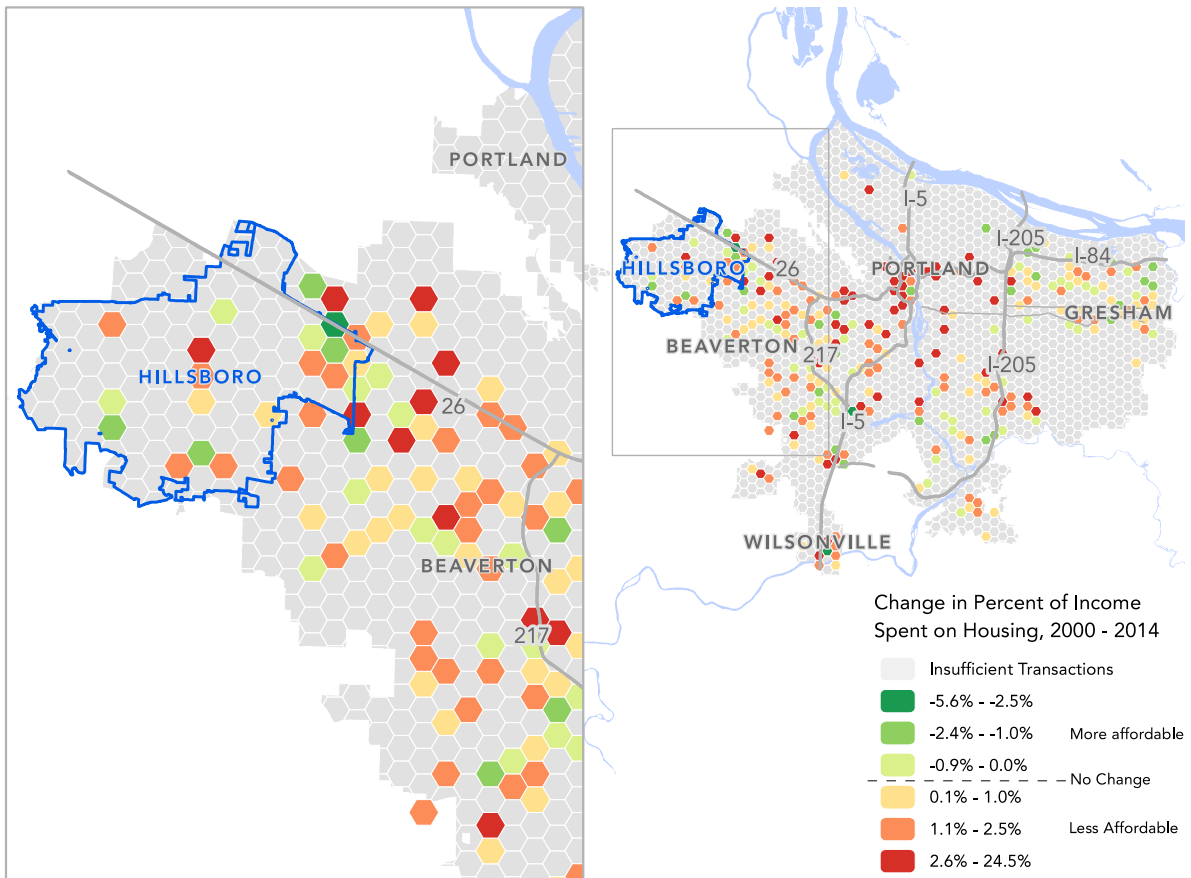 PORTLAND
HILLSBORO
26
BEAVERTON
217
I-5
I-205
I-84
HILLSBORO
26
PORTLAND
GRESHAM
BEAVERTON
217
I-205
I-5
WILSONVILLE
Change in Percent of Income
Spent on Housing, 2000 - 2014
Insufficient Transactions
-5.6% - -2.5%
-2.4% - -1.0% More affordable
-0.9% - 0.0%
No Change
0.1% - 1.0%
1.1% - 2.5% Less Affordable
2.6% - 24.5%